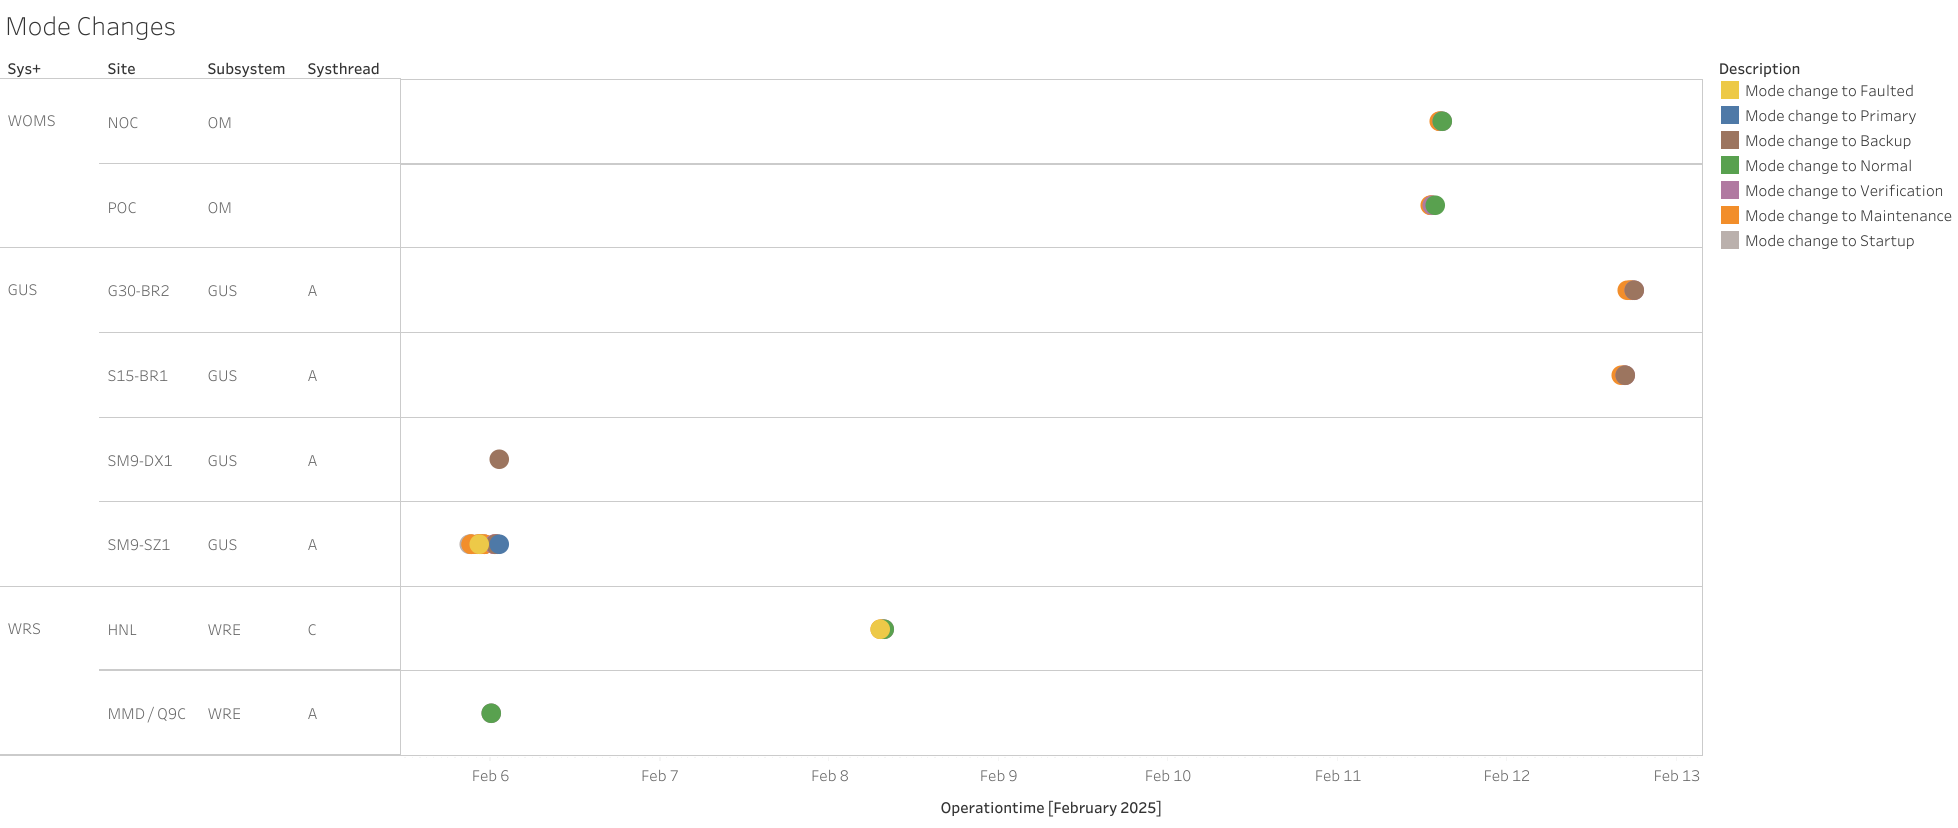 Mode Changes
Sys+ Site Subsystem Systhread
Description
Mode change to Faulted
Mode change to Primary
Mode change to Backup
Mode change to Normal
Mode change to Verification
Mode change to Maintenance
Mode change to Startup
WOMS NOC OM
POC OM
GUS G30-BR2 GUS A
S15-BR1 GUS A
SM9-DX1 GUS A
SM9-SZ1 GUS A
WRS HNL WRE C
MMD / Q9C WRE A
Feb 6 Feb 7 Feb 8 Feb 9 Feb 10 Feb 11 Feb 12 Feb 13
Operationtime [February 2025]